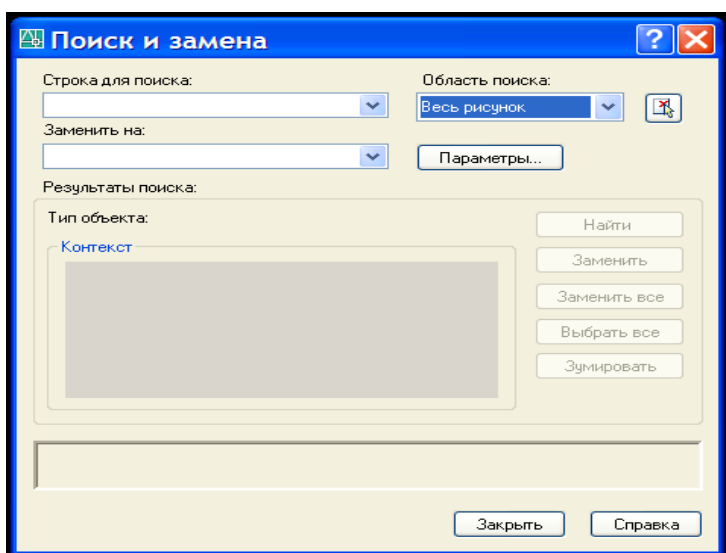 Поиск и замена
Строка для поиска:
Область поиска:
Весь рисунок
Заменить на:
Параметры...
Результаты поиска:
Тип объекта:
Найти
Контекст
Заменить
Заменить все
Выбрать все
Зумировать
Закрыть
Справка